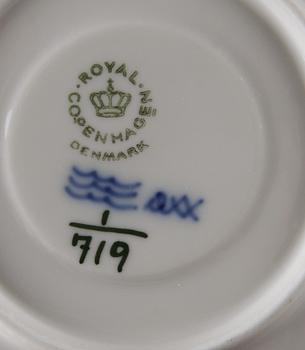 ROYAL
COPENHAGEN
DENMARK
1
719